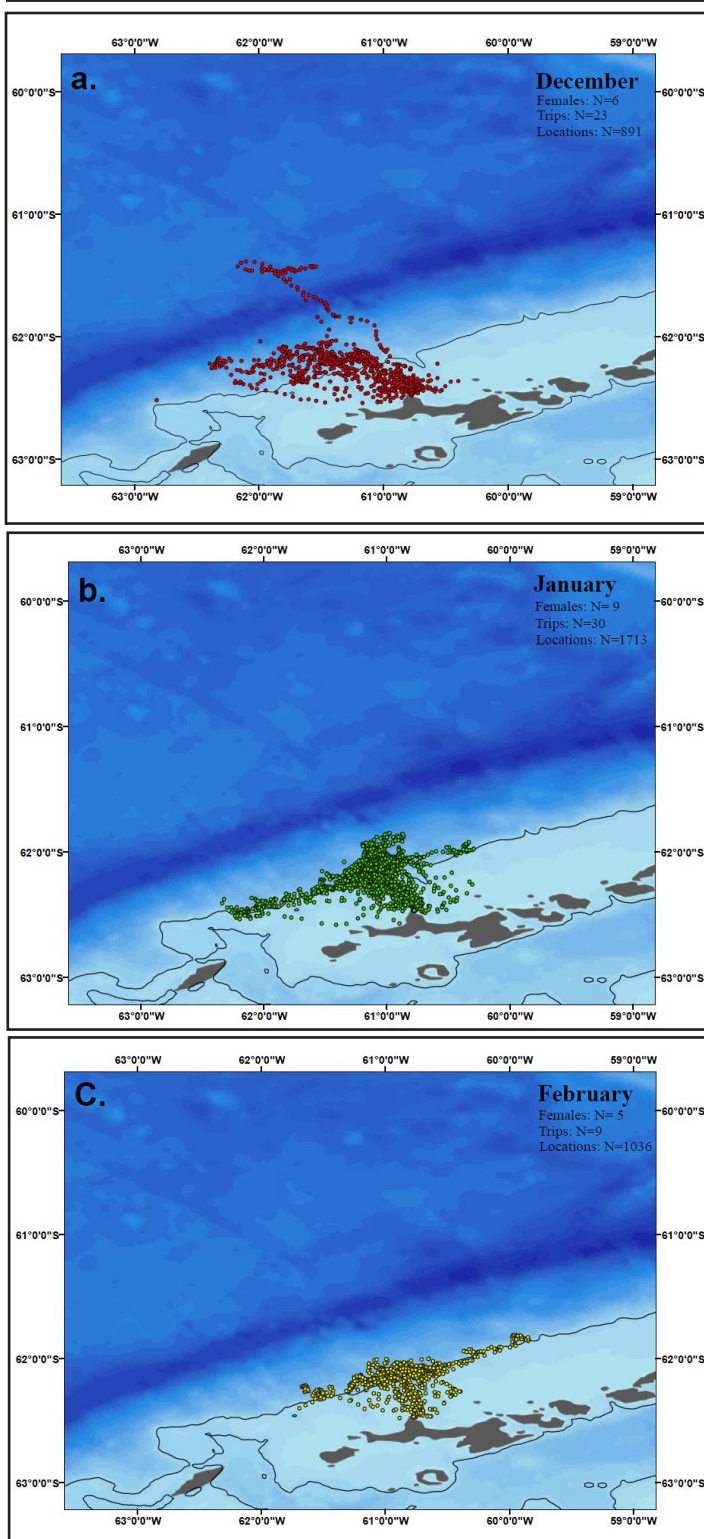 63°0'0"W 62°0'0"W 61°0'0"W 60°0'0"W 59°0'0"W
a.
December
Females: N=6
Trips: N=23
Locations: N=891
60°0'0"S 60°0'0"S
61°0'0"S 61°0'0"S
62°0'0"S 62°0'0"S
63°0'0"S 63°0'0"S
63°0'0"W 62°0'0"W 61°0'0"W 60°0'0"W 59°0'0"W
63°0'0"W 62°0'0"W 61°0'0"W 60°0'0"W 59°0'0"W
b.
January
Females: N= 9
Trips: N=30
Locations: N=1713
60°0'0"S 60°0'0"S
61°0'0"S 61°0'0"S
62°0'0"S 62°0'0"S
63°0'0"S 63°0'0"S
63°0'0"W 62°0'0"W 61°0'0"W 60°0'0"W 59°0'0"W
63°0'0"W 62°0'0"W 61°0'0"W 60°0'0"W 59°0'0"W
C.
February
Females: N= 5
Trips: N=9
Locations: N=1036
60°0'0"S 60°0'0"S
61°0'0"S 61°0'0"S
62°0'0"S 62°0'0"S
63°0'0"S 63°0'0"S
63°0'0"W 62°0'0"W 61°0'0"W 60°0'0"W 59°0'0"W